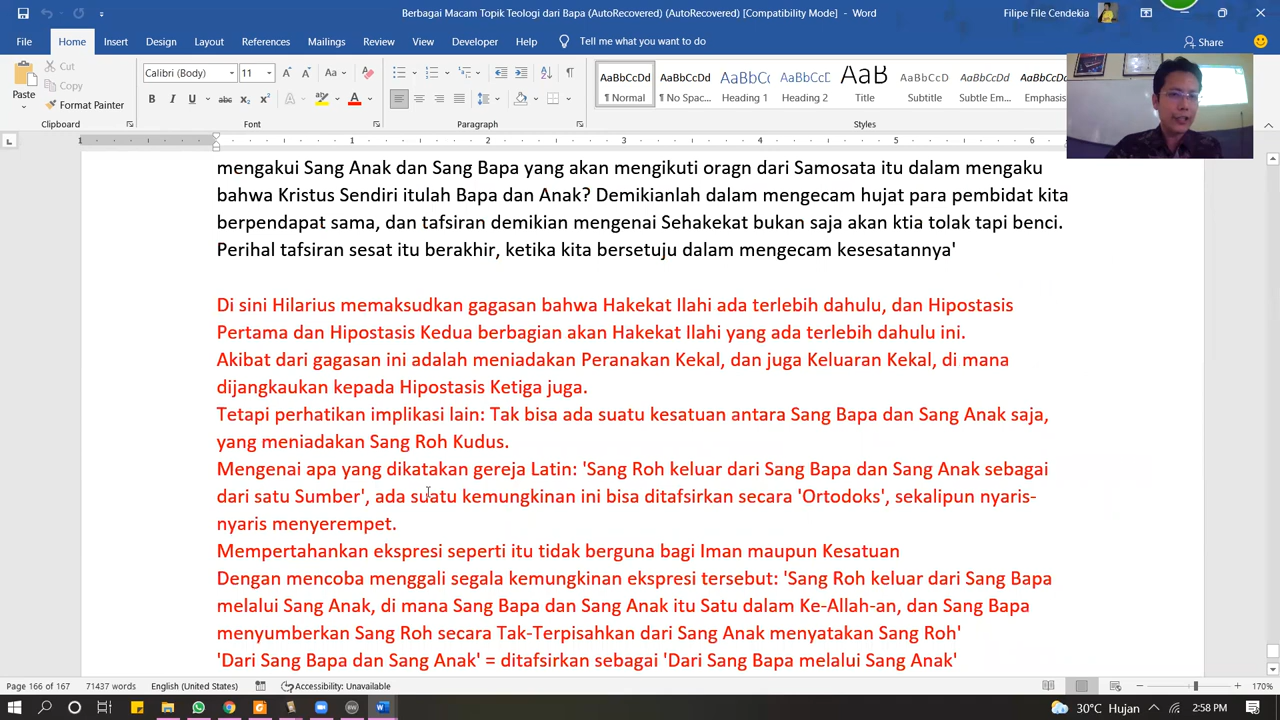 Berbagai Macam Topik Teologi dari Bapa (AutoRecovered) (AutoRecovered) [Compatibility Mode] - Word
Filipe File Cendekia
File Home Insert Design Layout References Mailings Review View Developer Help Tell me what you want to do
Share
Cut
Copy
Format Painter
Paste
Calibri (Body) 11
AaBbCcDd AaBbCcDd AaBbCc AaBbCcC AaB AaBbCcD AaBbCcDd AaBbCcDd
¶ Normal ¶ No Spac... Heading 1 Heading 2 Title Subtitle Subtle Em... Emphasis
Clipboard Font Paragraph Styles
mengakui Sang Anak dan Sang Bapa yang akan mengikuti oragn dari Samosata itu dalam mengaku
bahwa Kristus Sendiri itulah Bapa dan Anak? Demikianlah dalam mengecam hujat para pembidat kita
berpendapat sama, dan tafsiran demikian mengenai Sehakekat bukan saja akan ktia tolak tapi benci.
Perihal tafsiran sesat itu berakhir, ketika kita bersetuju dalam mengecam kesesatannya'
Di sini Hilarius memaksudkan gagasan bahwa Hakekat Ilahi ada terlebih dahulu, dan Hipostasis
Pertama dan Hipostasis Kedua berbagian akan Hakekat Ilahi yang ada terlebih dahulu ini.
Akibat dari gagasan ini adalah meniadakan Peranakan Kekal, dan juga Keluaran Kekal, di mana
dijangkaukan kepada Hipostasis Ketiga juga.
Tetapi perhatikan implikasi lain: Tak bisa ada suatu kesatuan antara Sang Bapa dan Sang Anak saja,
yang meniadakan Sang Roh Kudus.
Mengenai apa yang dikatakan gereja Latin: 'Sang Roh keluar dari Sang Bapa dan Sang Anak sebagai
dari satu Sumber', ada suatu kemungkinan ini bisa ditafsirkan secara 'Ortodoks', sekalipun nyaris-
nyaris menyerempet.
Mempertahankan ekspresi seperti itu tidak berguna bagi Iman maupun Kesatuan
Dengan mencoba menggali segala kemungkinan ekspresi tersebut: 'Sang Roh keluar dari Sang Bapa
melalui Sang Anak, di mana Sang Bapa dan Sang Anak itu Satu dalam Ke-Allah-an, dan Sang Bapa
menyumberkan Sang Roh secara Tak-Terpisahkan dari Sang Anak menyatakan Sang Roh'
'Dari Sang Bapa dan Sang Anak' = ditafsirkan sebagai 'Dari Sang Bapa melalui Sang Anak'
Page 166 of 167 71437 words English (United States) Accessibility: Unavailable 170%
30°C Hujan 2:58 PM